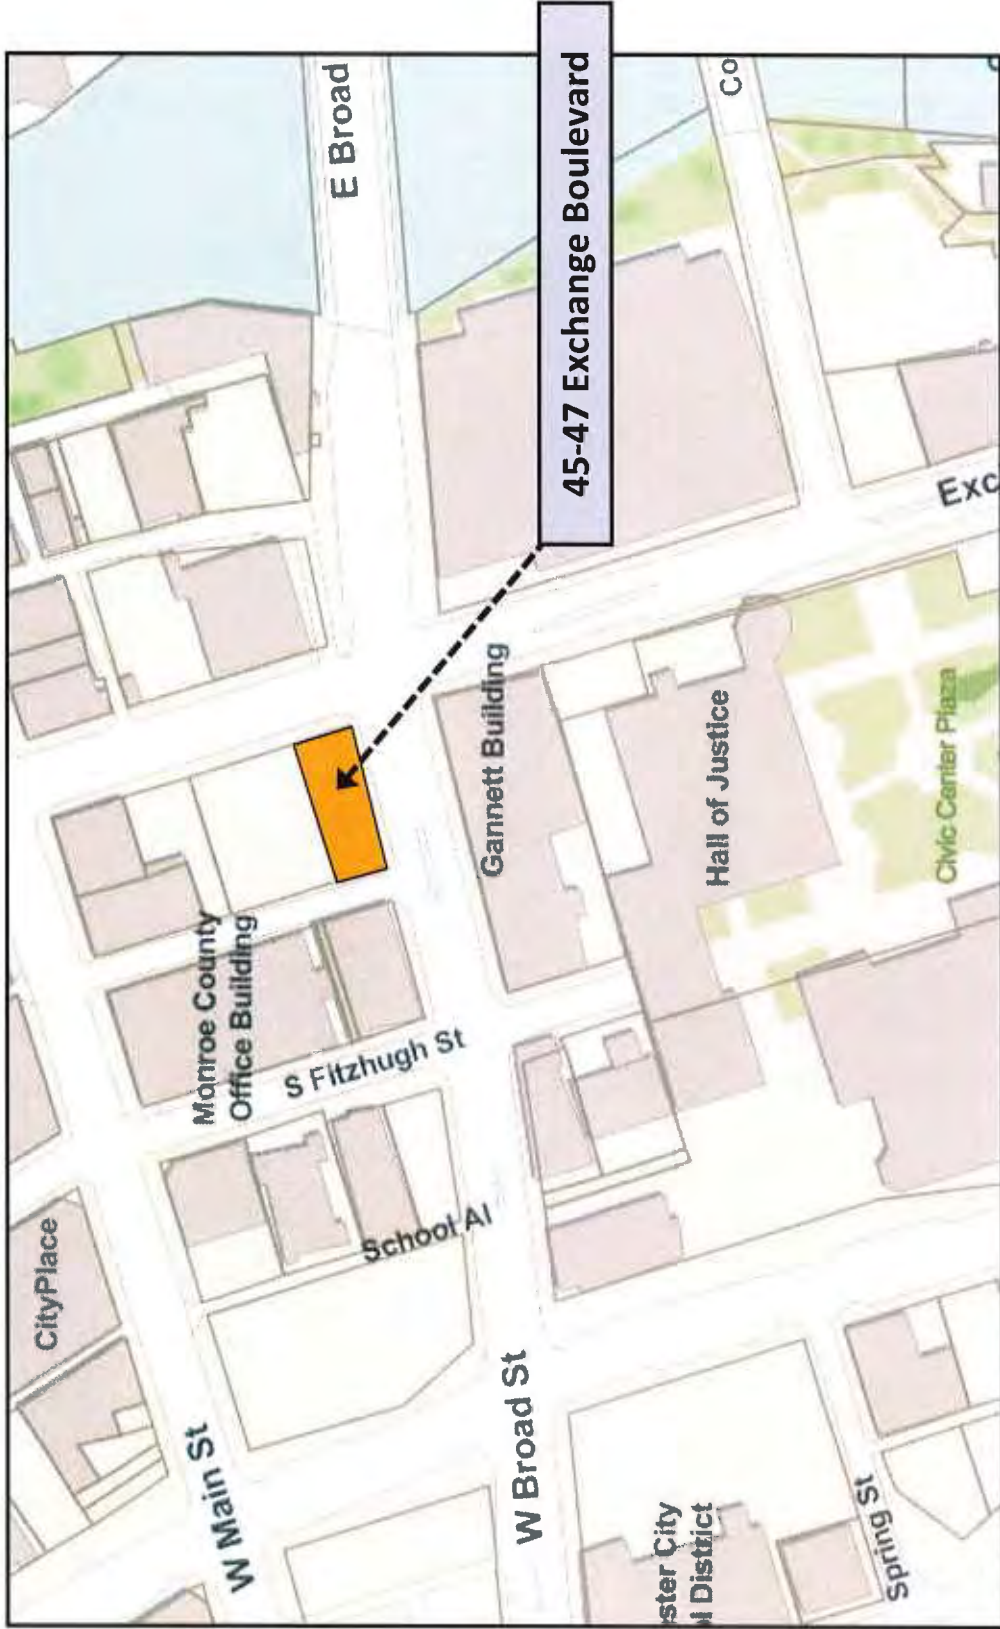 CityPlace
W Main St
Monroe County
Office Building
S Fitzhugh St
School Al
W Broad St
E Broad
45-47 Exchange Boulevard
Gannett Building
Hall of Justice
Civic Center Plaza
Exc
Co
ster City
l District
Spring St